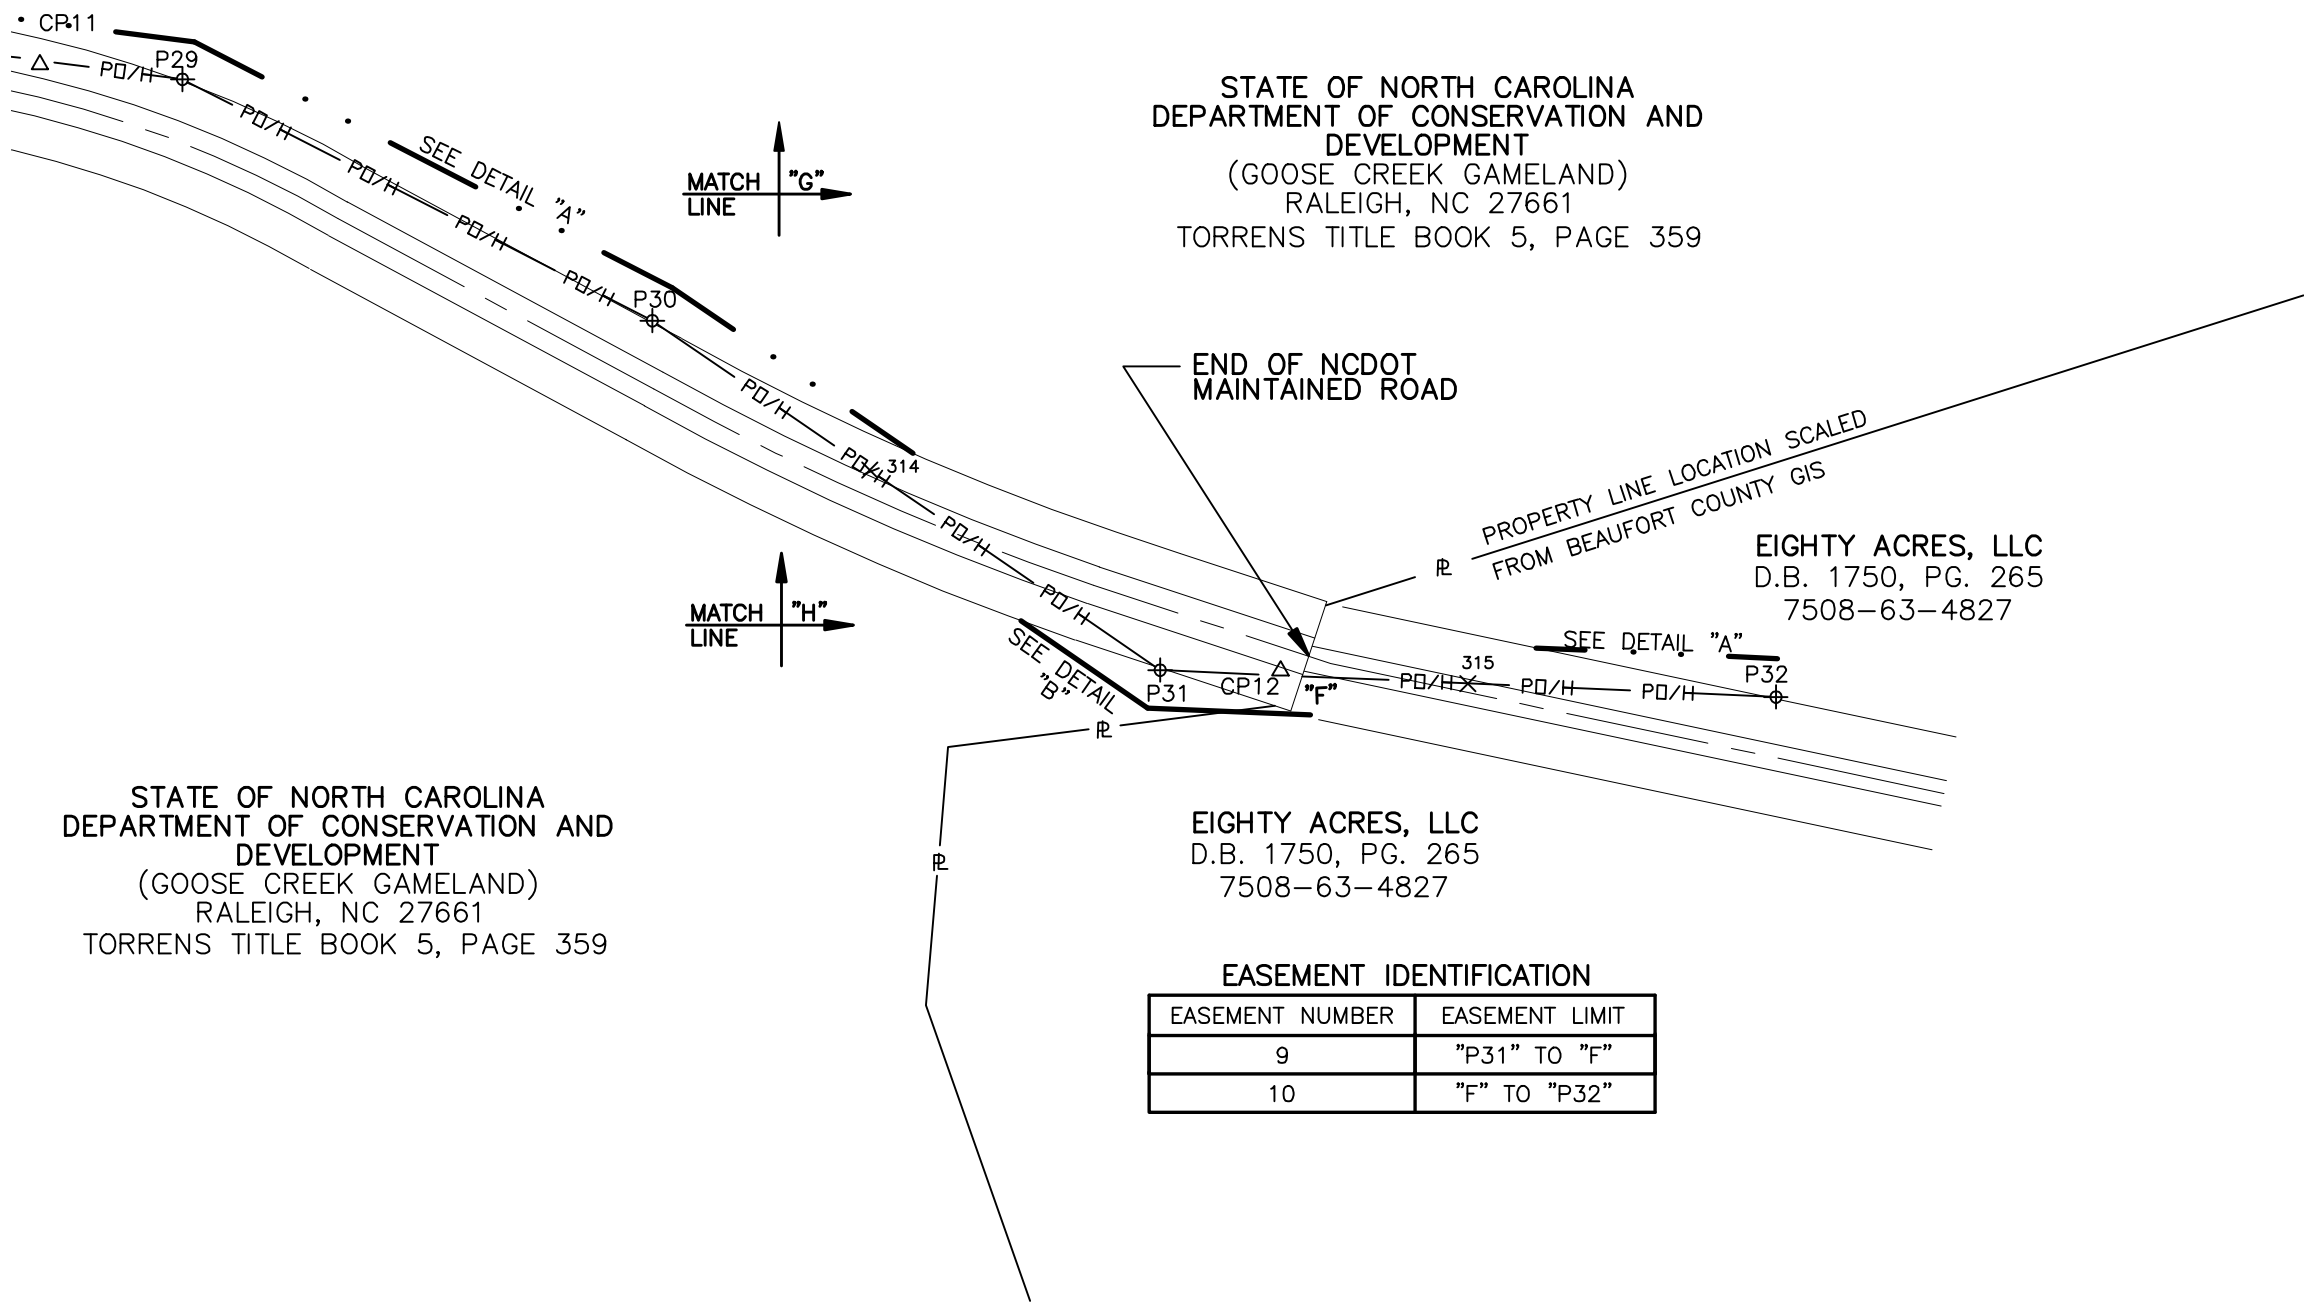 CP11
P29
PO/H
PO/H
PO/H
PO/H
PO/H
SEE DETAIL "A"
P30
MATCH "G"
LINE
STATE OF NORTH CAROLINA
DEPARTMENT OF CONSERVATION AND
DEVELOPMENT
(GOOSE CREEK GAMELAND)
RALEIGH, NC 27661
TORRENS TITLE BOOK 5, PAGE 359
END OF NCDOT
MAINTAINED ROAD
PO/H
PO/H
314
PO/H
PO/H
PROPERTY LINE LOCATION SCALED
FROM BEAUFORT COUNTY GIS
PL
EIGHTY ACRES, LLC
D.B. 1750, PG. 265
7508-63-4827
MATCH "H"
LINE
SEE DETAIL
"B"
P31
CP12
"F"
PO/H
315
PO/H
PO/H
SEE DETAIL "A"
P32
PL
PL
STATE OF NORTH CAROLINA
DEPARTMENT OF CONSERVATION AND
DEVELOPMENT
(GOOSE CREEK GAMELAND)
RALEIGH, NC 27661
TORRENS TITLE BOOK 5, PAGE 359
EIGHTY ACRES, LLC
D.B. 1750, PG. 265
7508-63-4827
EASEMENT IDENTIFICATION
EASEMENT NUMBER EASEMENT LIMIT
9 "P31" TO "F"
10 "F" TO "P32"